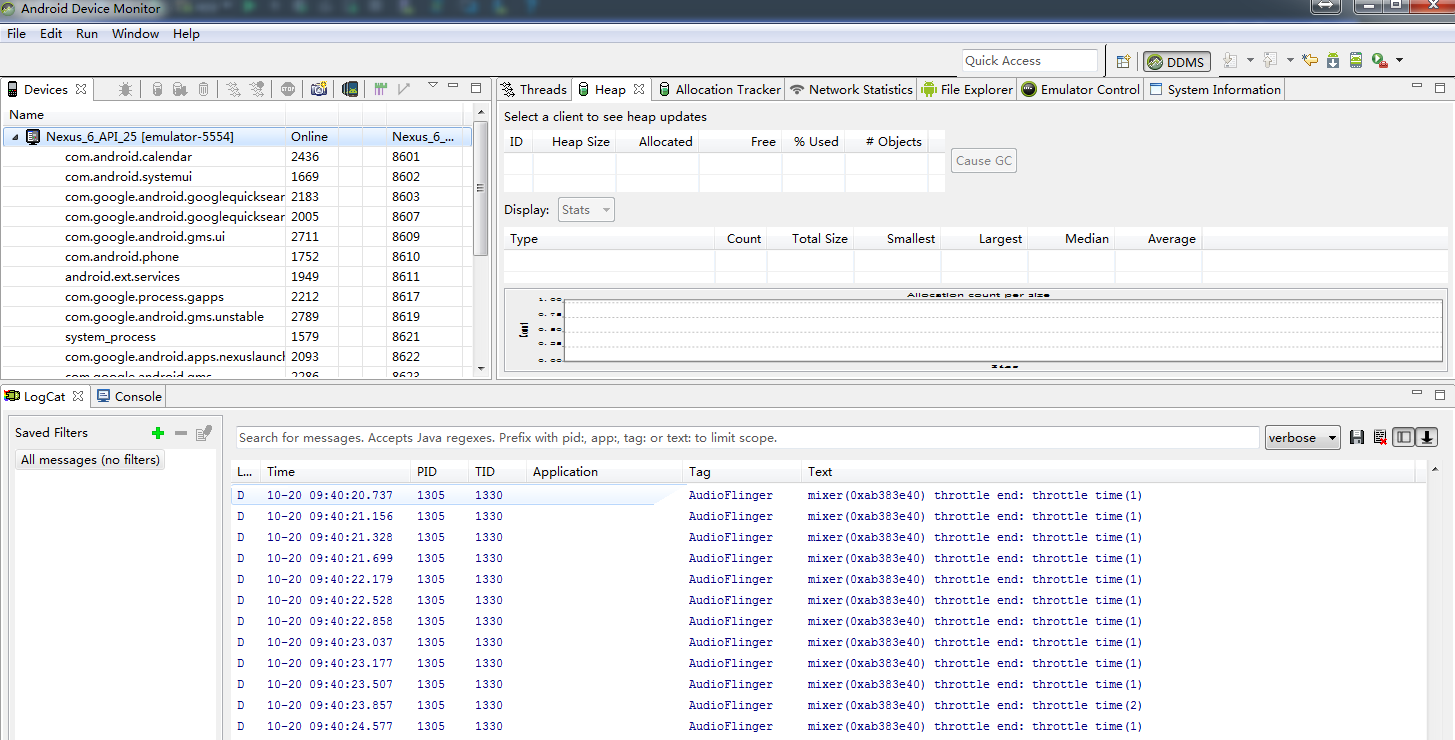 Android Device Monitor
File Edit Run Window Help
Quick Access DDMS
Devices
Name
Nexus_6_API_25 [emulator-5554] Online Nexus_6_...
com.android.calendar 2436 8601
com.android.systemui 1669 8602
com.google.android.googlequicksear 2183 8603
com.google.android.googlequicksear 2005 8607
com.google.android.gms.ui 2711 8609
com.android.phone 1752 8610
android.ext.services 1949 8611
com.google.process.gapps 2212 8617
com.google.android.gms.unstable 2789 8619
system_process 1579 8621
com.google.android.apps.nexuslaunch 2093 8622
com.google.android.gms 2286 8623
Threads Heap Allocation Tracker Network Statistics File Explorer Emulator Control System Information
Select a client to see heap updates
ID Heap Size Allocated Free % Used # Objects
Cause GC
Display: Stats
Type Count Total Size Smallest Largest Median Average
Allocation count per size
LogCat Console
Saved Filters
All messages (no filters)
Search for messages. Accepts Java regexes. Prefix with pid:, app:, tag: or text: to limit scope. verbose
L... Time PID TID Application Tag Text
D 10-20 09:40:20.737 1305 1330 AudioFlinger mixer(0xab383e40) throttle end: throttle time(1)
D 10-20 09:40:21.156 1305 1330 AudioFlinger mixer(0xab383e40) throttle end: throttle time(1)
D 10-20 09:40:21.328 1305 1330 AudioFlinger mixer(0xab383e40) throttle end: throttle time(1)
D 10-20 09:40:21.699 1305 1330 AudioFlinger mixer(0xab383e40) throttle end: throttle time(1)
D 10-20 09:40:22.179 1305 1330 AudioFlinger mixer(0xab383e40) throttle end: throttle time(1)
D 10-20 09:40:22.528 1305 1330 AudioFlinger mixer(0xab383e40) throttle end: throttle time(1)
D 10-20 09:40:22.858 1305 1330 AudioFlinger mixer(0xab383e40) throttle end: throttle time(1)
D 10-20 09:40:23.037 1305 1330 AudioFlinger mixer(0xab383e40) throttle end: throttle time(1)
D 10-20 09:40:23.177 1305 1330 AudioFlinger mixer(0xab383e40) throttle end: throttle time(1)
D 10-20 09:40:23.507 1305 1330 AudioFlinger mixer(0xab383e40) throttle end: throttle time(1)
D 10-20 09:40:23.857 1305 1330 AudioFlinger mixer(0xab383e40) throttle end: throttle time(2)
D 10-20 09:40:24.577 1305 1330 AudioFlinger mixer(0xab383e40) throttle end: throttle time(1)